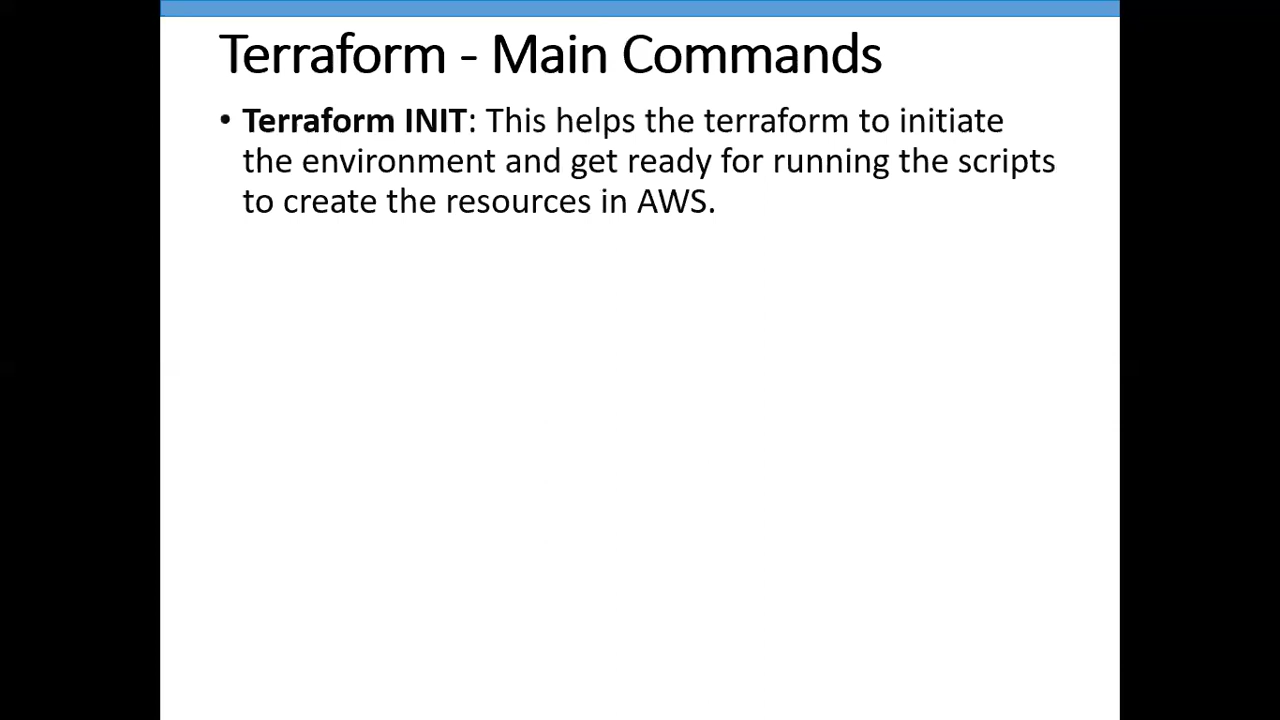 Terraform - Main Commands
• Terraform INIT: This helps the terraform to initiate
the environment and get ready for running the scripts
to create the resources in AWS.